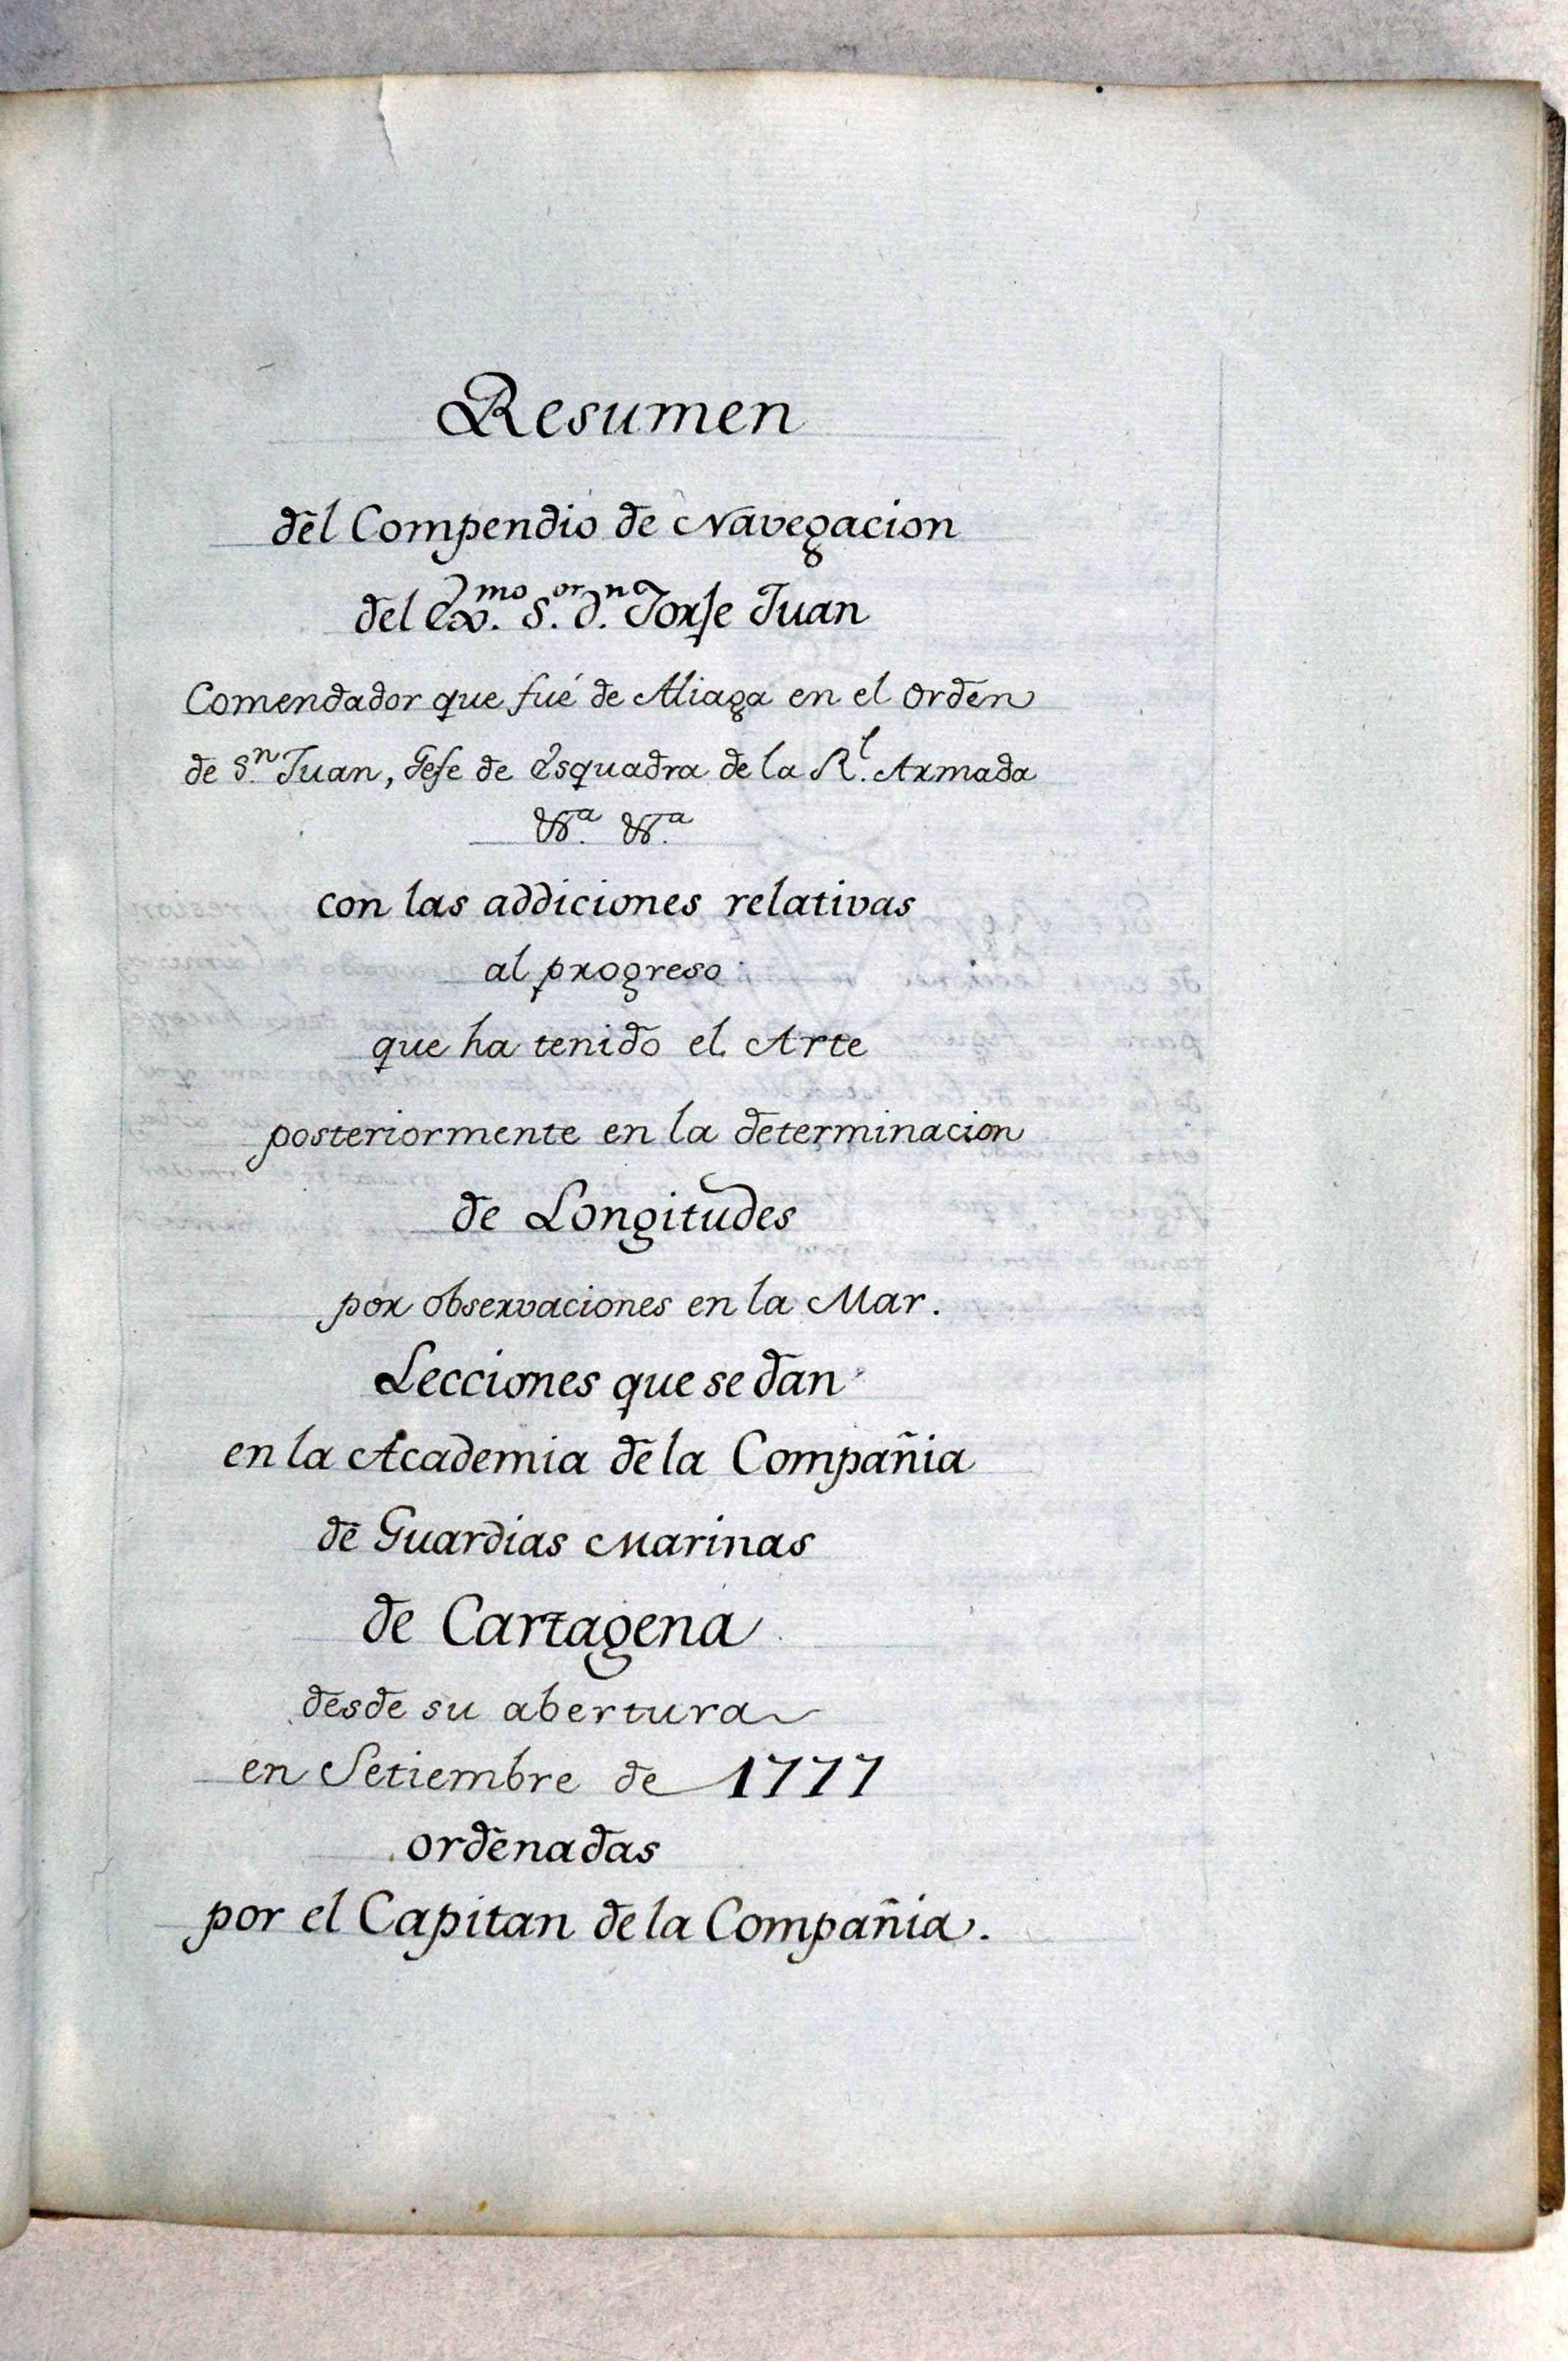 Resumen
del Compendio de Navegacion
del Ex.mo S.or D.n Jorje Juan
Comendador que fué de Aliaga en el Orden
de S.n Juan, Gefe de Esquadra de la R.l Armada
&.a &.a
con las addiciones relativas
al progreso
que ha tenido el Arte
posteriormente en la determinacion
de Longitudes
por observaciones en la Mar.
Lecciones que se dan
en la Academia de la Compañia
de Guardias Marinas
de Cartagena
desde su abertura
en Setiembre de 1777
ordenadas
por el Capitan de la Compañia.